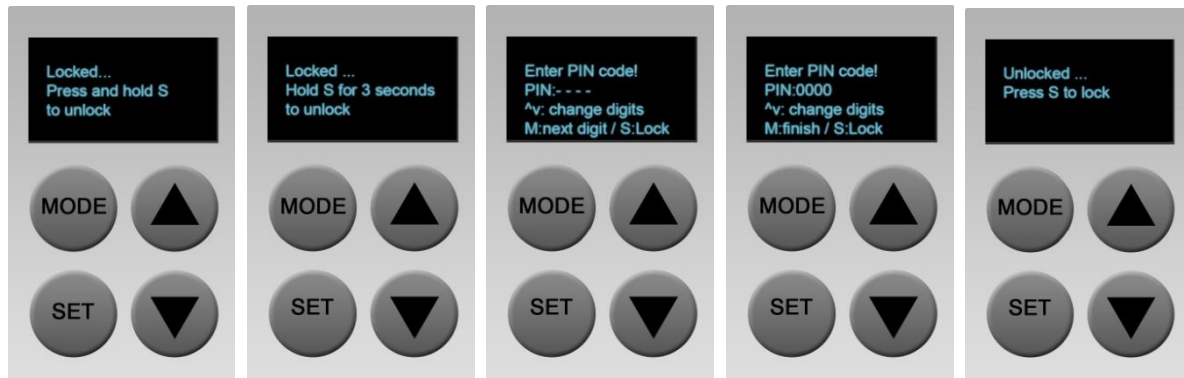 Locked...
Press and hold S
to unlock
MODE
SET
Locked ...
Hold S for 3 seconds
to unlock
MODE
SET
Enter PIN code!
PIN:- - - -
^v: change digits
M:next digit / S:Lock
MODE
SET
Enter PIN code!
PIN:0000
^v: change digits
M:finish / S:Lock
MODE
SET
Unlocked ...
Press S to lock
MODE
SET